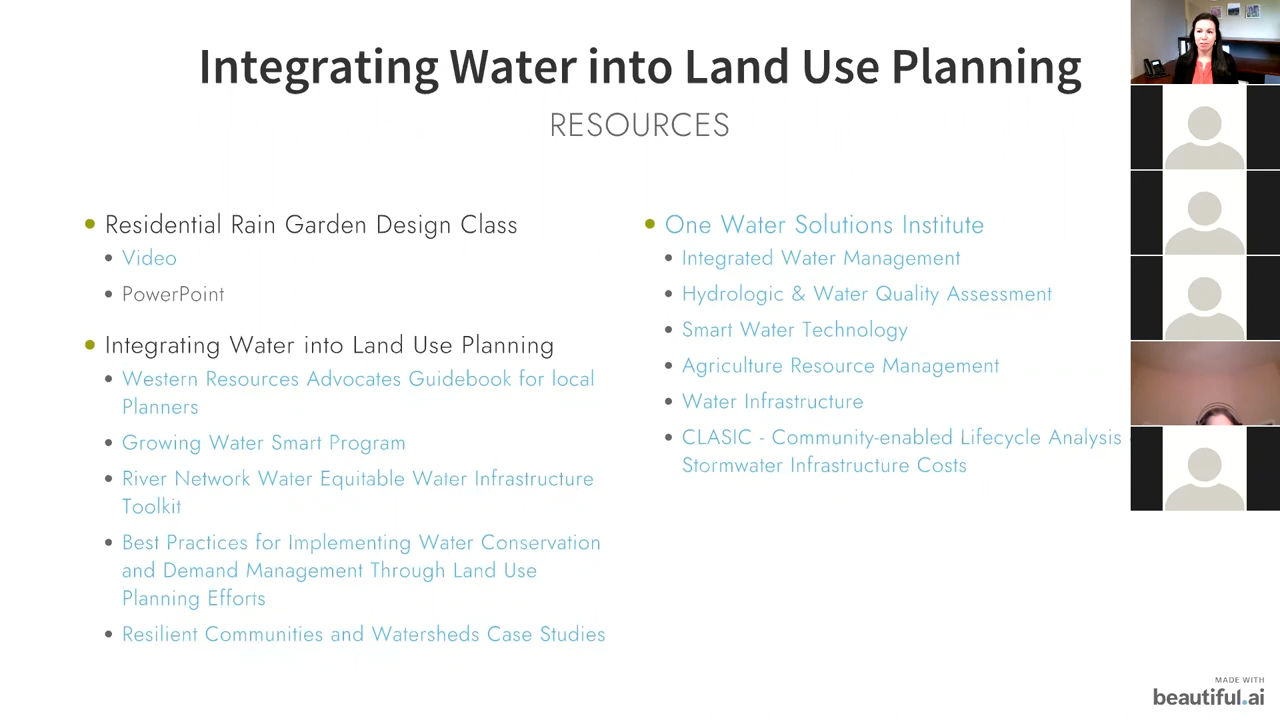 Integrating Water into Land Use Planning
RESOURCES
Residential Rain Garden Design Class
Video
PowerPoint
Integrating Water into Land Use Planning
Western Resources Advocates Guidebook for local
Planners
Growing Water Smart Program
River Network Water Equitable Water Infrastructure
Toolkit
Best Practices for Implementing Water Conservation
and Demand Management Through Land Use
Planning Efforts
Resilient Communities and Watersheds Case Studies
One Water Solutions Institute
Integrated Water Management
Hydrologic & Water Quality Assessment
Smart Water Technology
Agriculture Resource Management
Water Infrastructure
CLASIC - Community-enabled Lifecycle Analysis
Stormwater Infrastructure Costs
MADE WITH
beautiful.ai